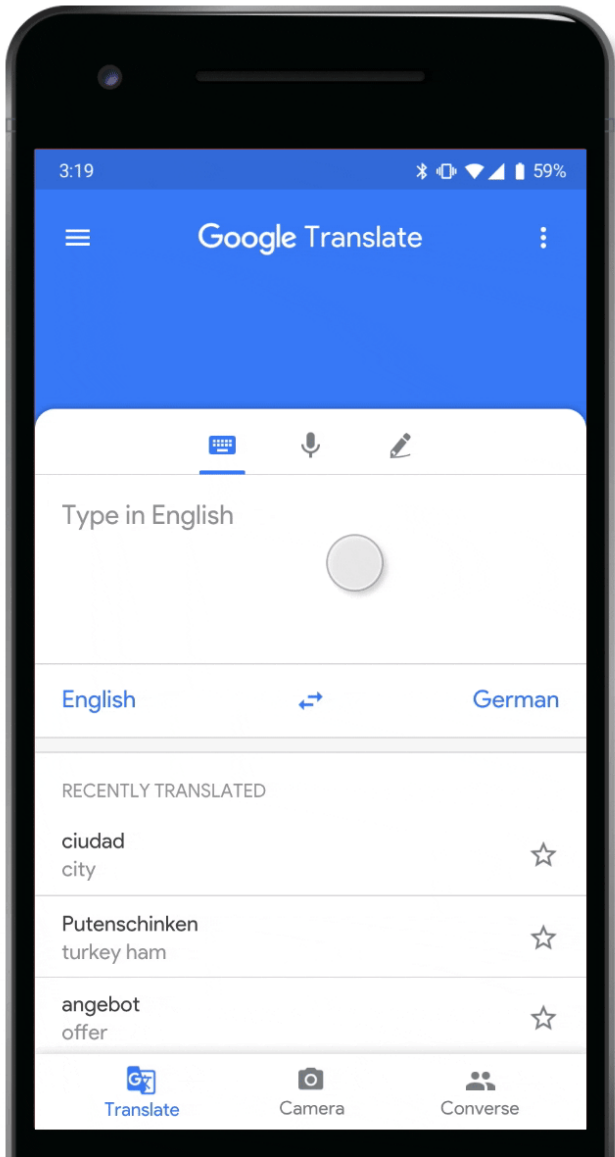 3:19 59%
Google Translate
Type in English
English German
RECENTLY TRANSLATED
ciudad
city
Putenschinken
turkey ham
angebot
offer
Translate Camera Converse